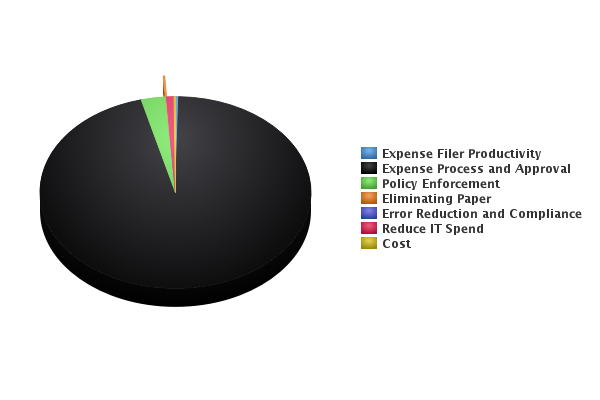 Expense Filer Productivity
Expense Process and Approval
Policy Enforcement
Eliminating Paper
Error Reduction and Compliance
Reduce IT Spend
Cost